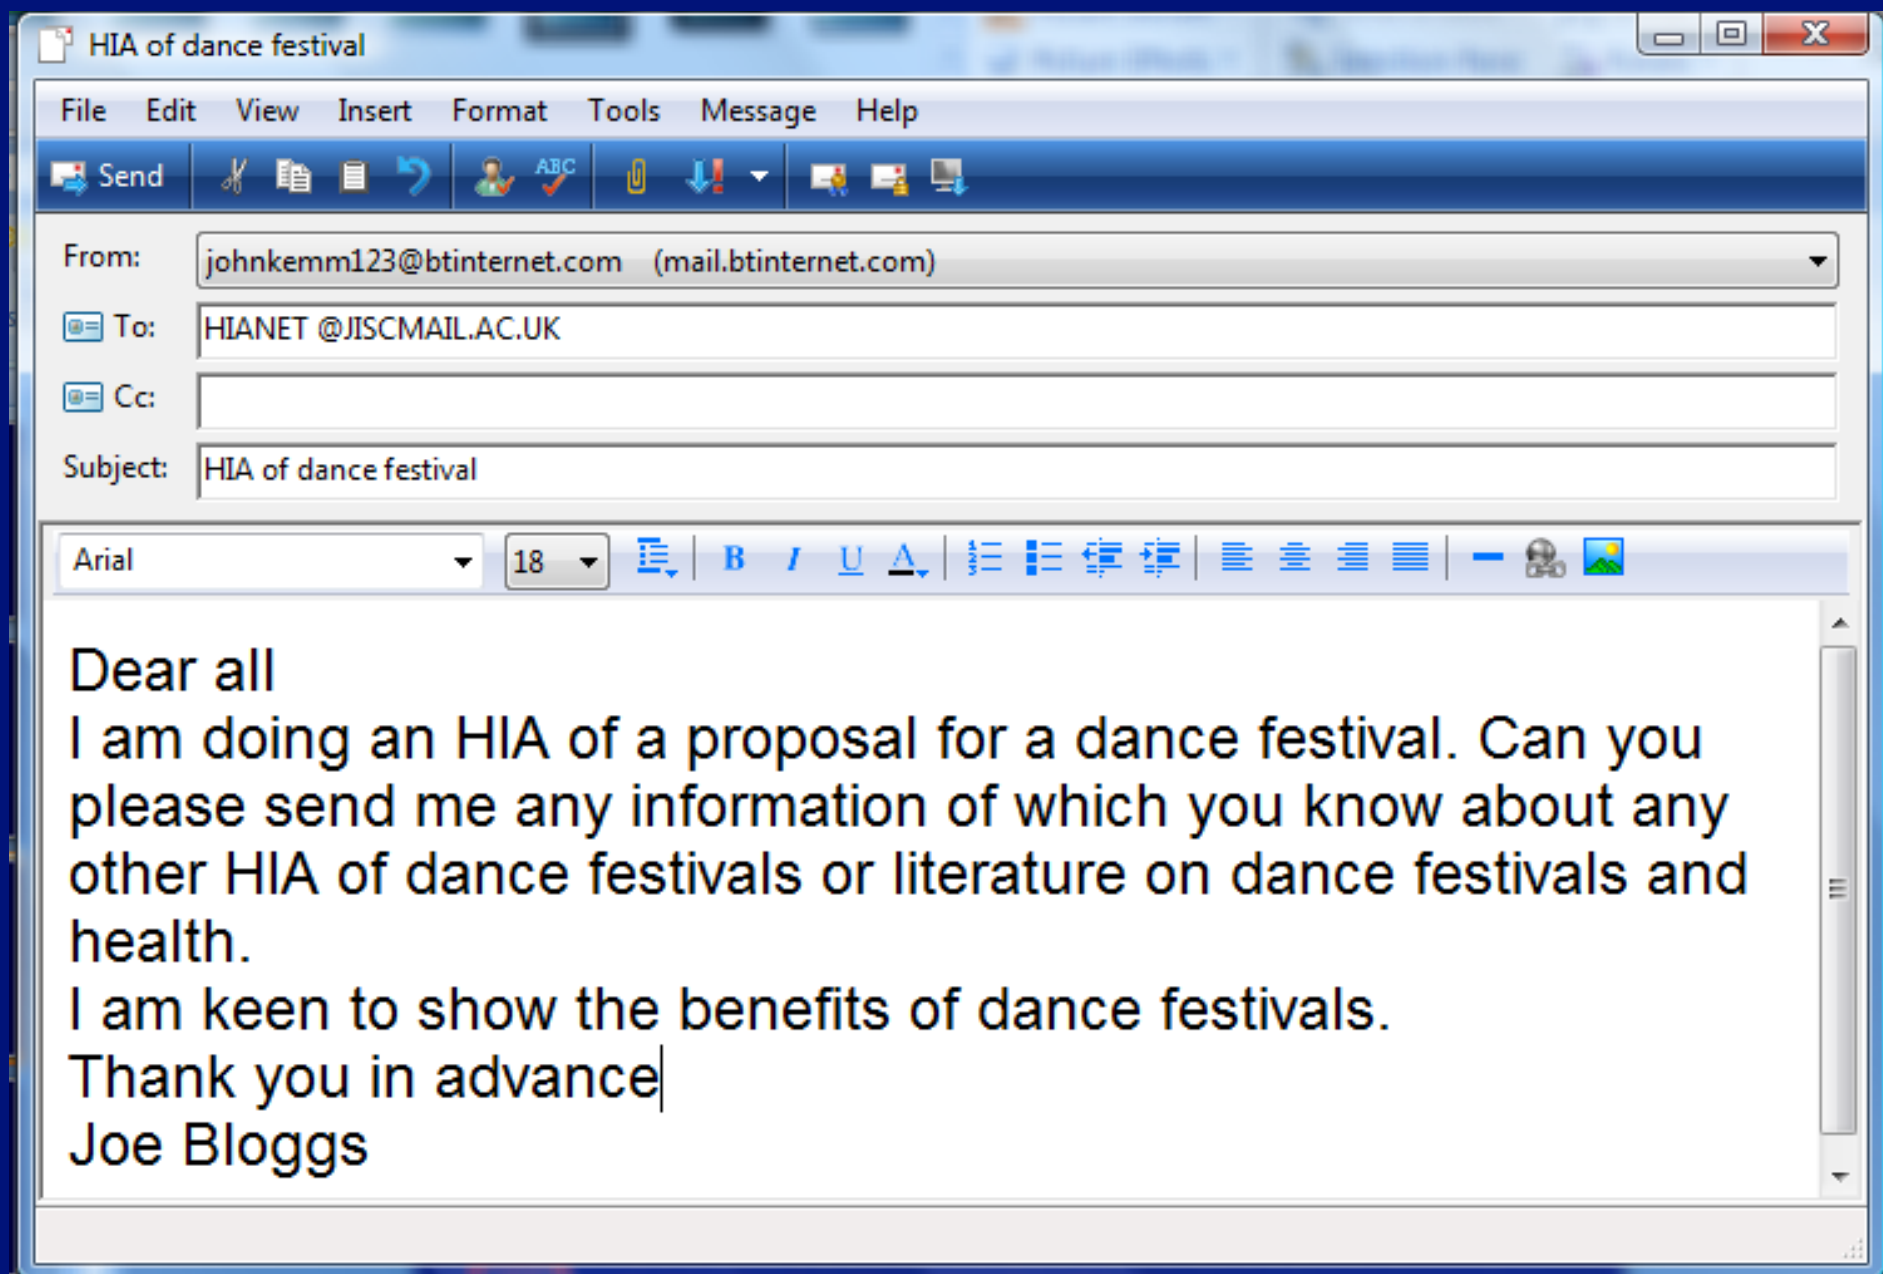 HIA of dance festival
File Edit View Insert Format Tools Message Help
Send ABC
From: johnkemm123@btinternet.com (mail.btinternet.com)
To: HIANET @JISCMAIL.AC.UK
Cc:
Subject: HIA of dance festival
Arial 18 B I U A
Dear all
I am doing an HIA of a proposal for a dance festival. Can you
please send me any information of which you know about any
other HIA of dance festivals or literature on dance festivals and
health.
I am keen to show the benefits of dance festivals.
Thank you in advance
Joe Bloggs